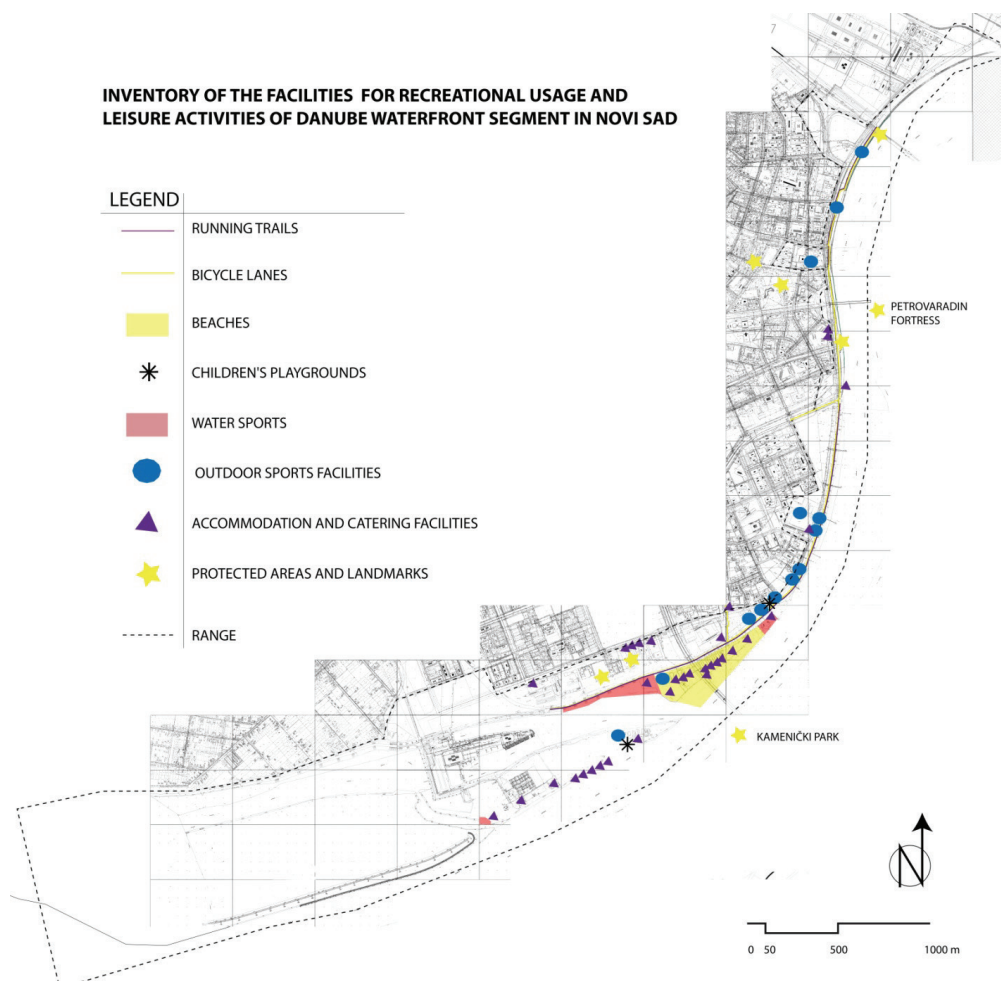 INVENTORY OF THE FACILITIES FOR RECREATIONAL USAGE AND
LEISURE ACTIVITIES OF DANUBE WATERFRONT SEGMENT IN NOVI SAD
LEGEND
RUNNING TRAILS
BICYCLE LANES
BEACHES
CHILDREN'S PLAYGROUNDS
WATER SPORTS
OUTDOOR SPORTS FACILITIES
ACCOMMODATION AND CATERING FACILITIES
PROTECTED AREAS AND LANDMARKS
RANGE
PETROVARADIN
FORTRESS
KAMENIČKI PARK
N
0 50 500 1000 m